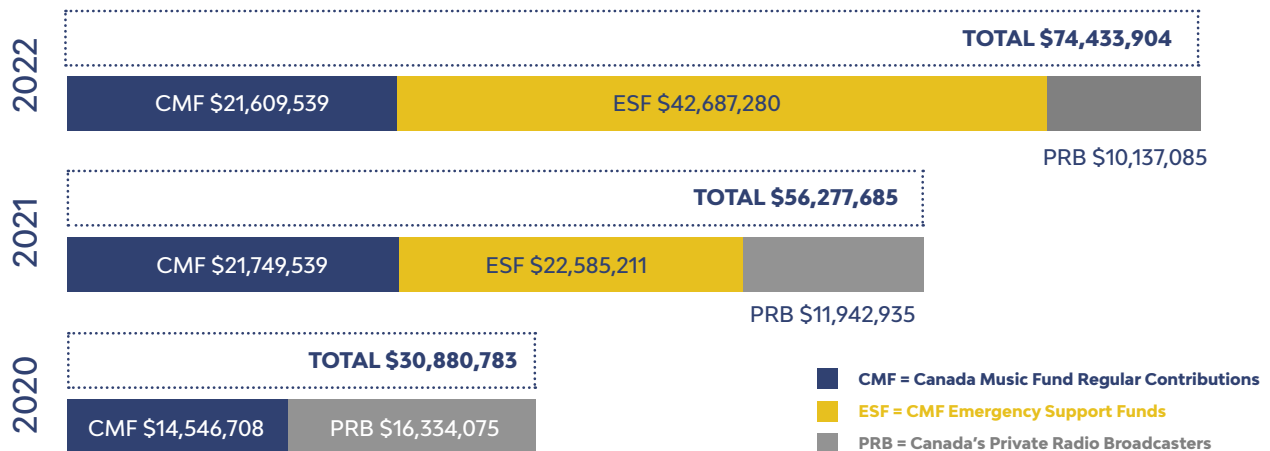 2022
TOTAL $74,433,904
CMF $21,609,539
ESF $42,687,280
PRB $10,137,085
2021
TOTAL $56,277,685
CMF $21,749,539
ESF $22,585,211
PRB $11,942,935
2020
TOTAL $30,880,783
CMF $14,546,708
PRB $16,334,075
CMF = Canada Music Fund Regular Contributions
ESF = CMF Emergency Support Funds
PRB = Canada's Private Radio Broadcasters